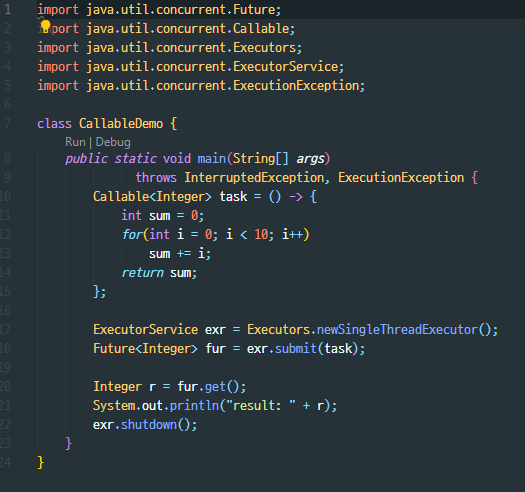 1 import java.util.concurrent.Future;
2 import java.util.concurrent.Callable;
3 import java.util.concurrent.Executors;
4 import java.util.concurrent.ExecutorService;
5 import java.util.concurrent.ExecutionException;
6
7 class CallableDemo {
Run | Debug
8 public static void main(String[] args)
9 throws InterruptedException, ExecutionException {
10 Callable<Integer> task = () -> {
11 int sum = 0;
12 for(int i = 0; i < 10; i++)
13 sum += i;
14 return sum;
15 };
16
17 ExecutorService exr = Executors.newSingleThreadExecutor();
18 Future<Integer> fur = exr.submit(task);
19
20 Integer r = fur.get();
21 System.out.println("result: " + r);
22 exr.shutdown();
23 }
24 }